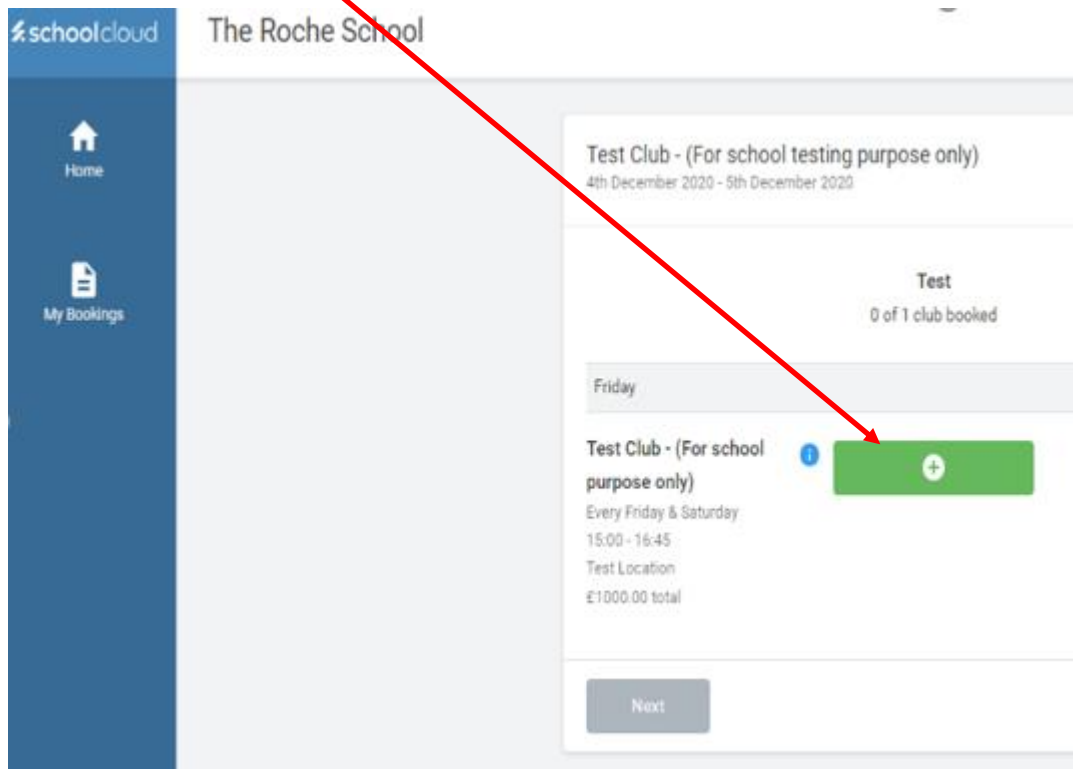 schoolcloud
The Roche School
Home
My Bookings
Test Club - (For school testing purpose only)
4th December 2020 - 5th December 2020
Test
0 of 1 club booked
Friday
Test Club - (For school
purpose only)
Every Friday & Saturday
15:00 - 16:45
Test Location
£1000.00 total
Next